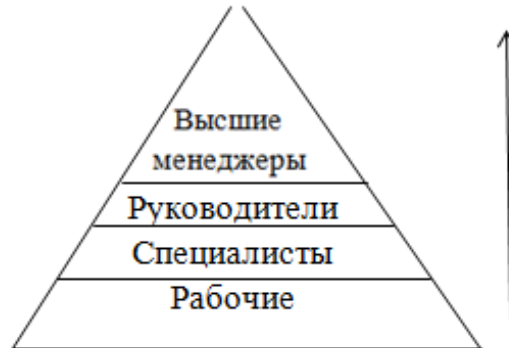 Высшие
менеджеры
Руководители
Специалисты
Рабочие